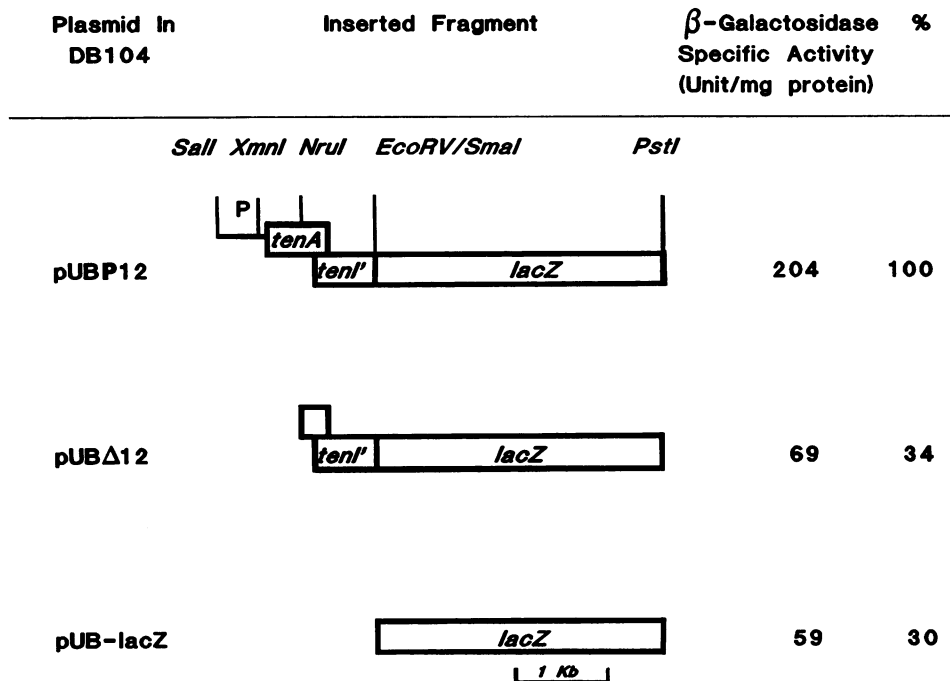 Plasmid In DB104 Inserted Fragment β-Galactosidase Specific Activity (Unit/mg protein) %
SalI XmnI NruI EcoRV/SmaI PstI
P
tenA
pUBP12 tenI' lacZ 204 100
pUBΔ12 tenI' lacZ 69 34
pUB-lacZ lacZ 59 30
1 Kb